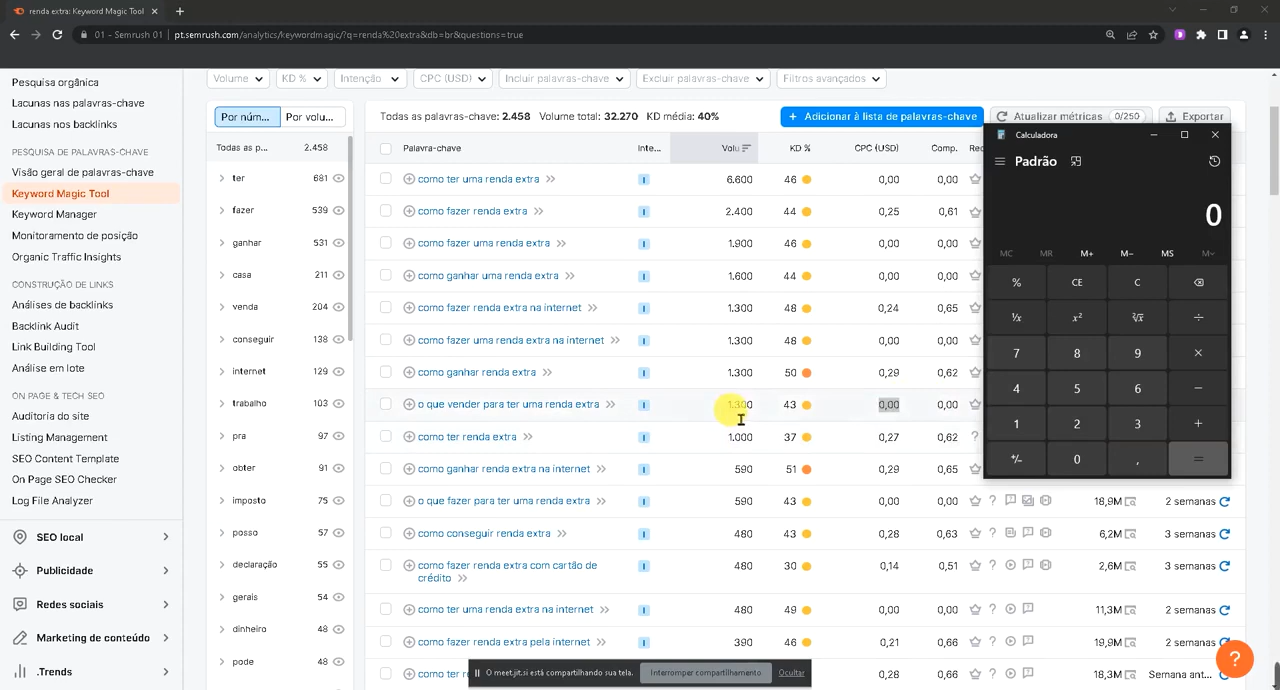 renda extra: Keyword Magic Tool
01 - Semrush 01 | pt.semrush.com/analytics/keywordmagic/?q=renda%20extra&db=br&questions=true
Pesquisa orgânica
Lacunas nas palavras-chave
Lacunas nos backlinks
PESQUISA DE PALAVRAS-CHAVE
Visão geral de palavras-chave
Keyword Magic Tool
Keyword Manager
Monitoramento de posição
Organic Traffic Insights
CONSTRUÇÃO DE LINKS
Análises de backlinks
Backlink Audit
Link Building Tool
Análise em lote
ON PAGE & TECH SEO
Auditoria do site
Listing Management
SEO Content Template
On Page SEO Checker
Log File Analyzer
SEO local
Publicidade
Redes sociais
Marketing de conteúdo
.Trends
Volume KD % Intenção CPC (USD) Incluir palavras-chave Excluir palavras-chave Filtros avançados
Por núm... Por volu...
Todas as p... 2.458
ter 681
fazer 539
ganhar 531
casa 211
venda 204
conseguir 138
internet 129
trabalho 103
pra 97
obter 91
imposto 75
posso 57
declaração 55
gerais 54
dinheiro 48
pode 48
Todas as palavras-chave: 2.458 Volume total: 32.270 KD média: 40%
+ Adicionar à lista de palavras-chave Atualizar métricas 0/250 Exportar
Palavra-chave Inte... Volu KD % CPC (USD) Comp. Rec
como ter uma renda extra I 6.600 46 0,00 0,00
como fazer renda extra I 2.400 44 0,25 0,61
como fazer uma renda extra I 1.900 46 0,00 0,00
como ganhar uma renda extra I 1.600 44 0,00 0,00
como fazer renda extra na internet I 1.300 48 0,24 0,65
como fazer uma renda extra na internet I 1.300 48 0,00 0,00
como ganhar renda extra I 1.300 50 0,29 0,62
o que vender para ter uma renda extra I 1.300 43 0,00 0,00
como ter renda extra I 1.000 37 0,27 0,62
como ganhar renda extra na internet I 590 51 0,29 0,65
o que fazer para ter uma renda extra I 590 43 0,00 0,00 18,9M 2 semanas
como conseguir renda extra I 480 43 0,28 0,63 6,2M 3 semanas
como fazer renda extra com cartão de
crédito I 480 30 0,14 0,51 2,6M 3 semanas
como ter uma renda extra na internet I 480 49 0,00 0,00 11,3M 2 semanas
como fazer renda extra pela internet I 390 46 0,21 0,66 19,9M 2 semanas
como ter re 18,3M Semana ant...
O meet.jit.si está compartilhando sua tela. Interromper compartilhamento Ocultar
Calculadora
Padrão
0
MC MR M+ M- MS M
% CE C
1/x x² ²√x ÷
7 8 9 ×
4 5 6 −
1 2 3 +
+/- 0 , =
?